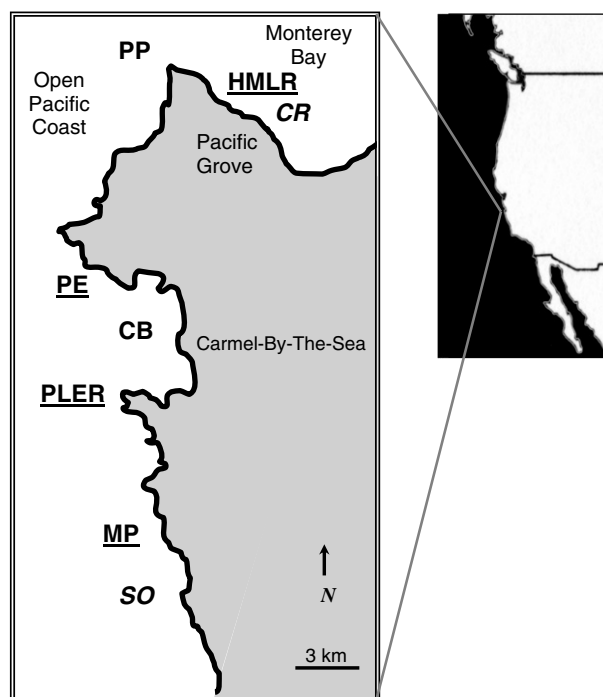 PP
Monterey
Bay
Open
Pacific
Coast
HMLR
CR
Pacific
Grove
PE
CB
Carmel-By-The-Sea
PLER
MP
SO
N
3 km